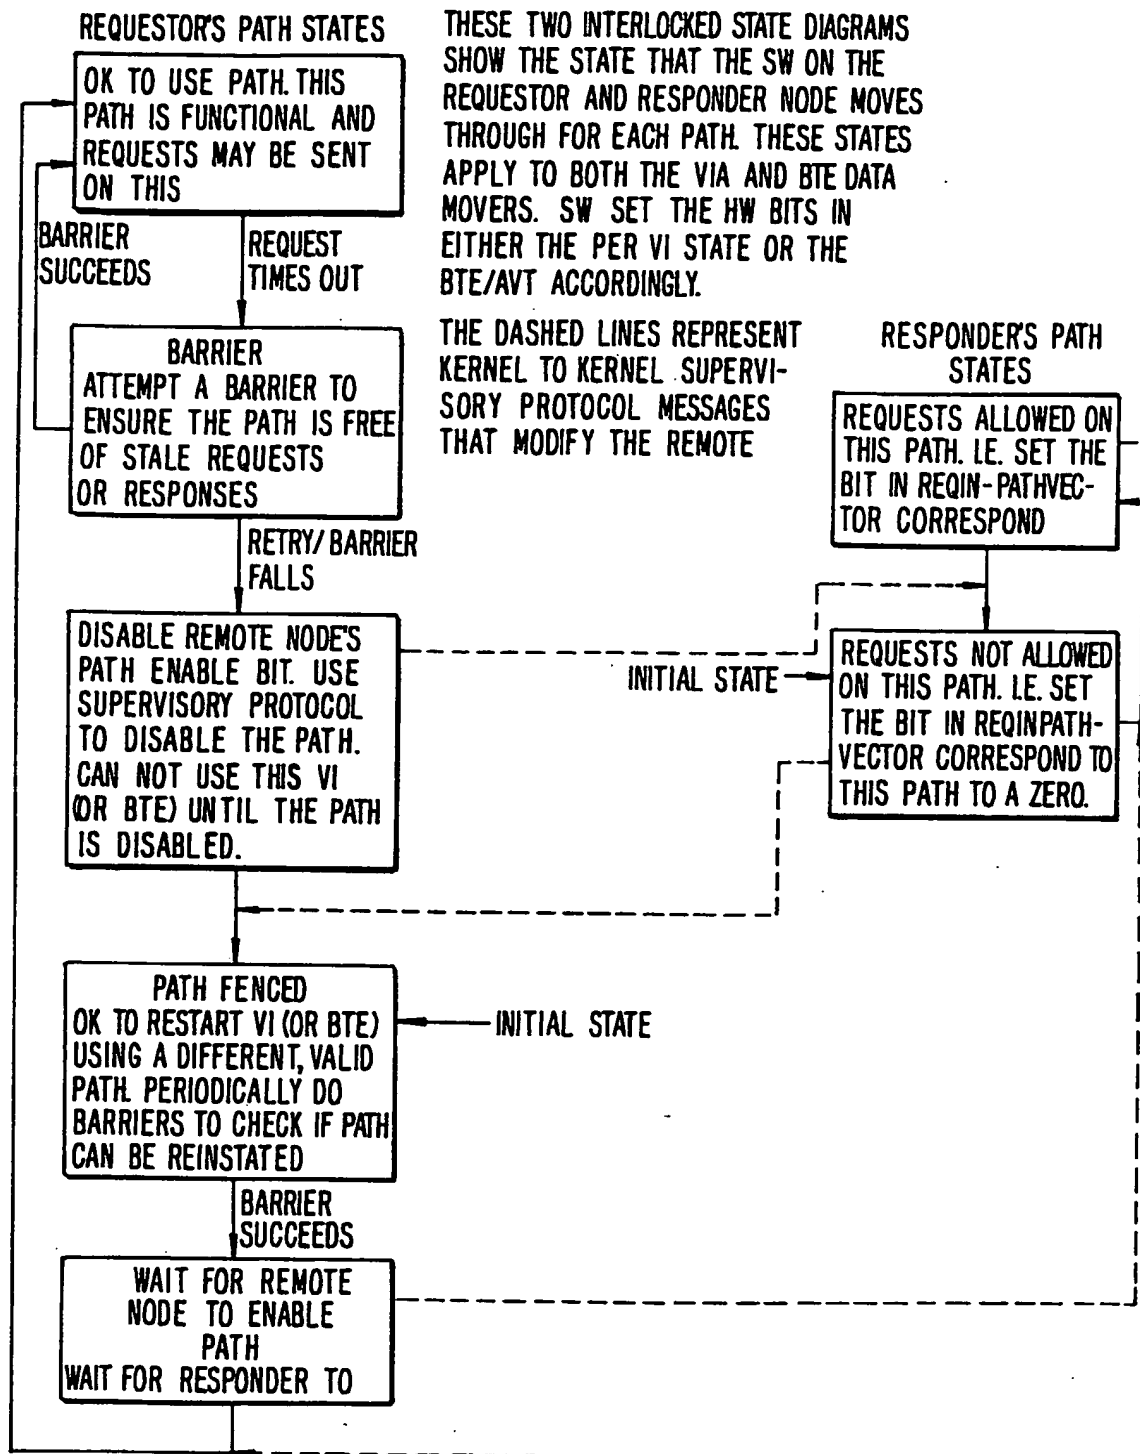 REQUESTOR'S PATH STATES
OK TO USE PATH. THIS
PATH IS FUNCTIONAL AND
REQUESTS MAY BE SENT
ON THIS
THESE TWO INTERLOCKED STATE DIAGRAMS
SHOW THE STATE THAT THE SW ON THE
REQUESTOR AND RESPONDER NODE MOVES
THROUGH FOR EACH PATH. THESE STATES
APPLY TO BOTH THE VIA AND BTE DATA
MOVERS. SW SET THE HW BITS IN
EITHER THE PER VI STATE OR THE
BTE/AVT ACCORDINGLY.
THE DASHED LINES REPRESENT
KERNEL TO KERNEL SUPERVI-
SORY PROTOCOL MESSAGES
THAT MODIFY THE REMOTE
BARRIER
SUCCEEDS
REQUEST
TIMES OUT
BARRIER
ATTEMPT A BARRIER TO
ENSURE THE PATH IS FREE
OF STALE REQUESTS
OR RESPONSES
RETRY/BARRIER
FALLS
DISABLE REMOTE NODE'S
PATH ENABLE BIT. USE
SUPERVISORY PROTOCOL
TO DISABLE THE PATH.
CAN NOT USE THIS VI
(OR BTE) UNTIL THE PATH
IS DISABLED.
PATH FENCED
OK TO RESTART VI (OR BTE)
USING A DIFFERENT, VALID
PATH. PERIODICALLY DO
BARRIERS TO CHECK IF PATH
CAN BE REINSTATED
INITIAL STATE
BARRIER
SUCCEEDS
WAIT FOR REMOTE
NODE TO ENABLE
PATH
WAIT FOR RESPONDER TO
RESPONDER'S PATH
STATES
REQUESTS ALLOWED ON
THIS PATH. I.E. SET THE
BIT IN REQIN-PATHVEC-
TOR CORRESPOND
INITIAL STATE
REQUESTS NOT ALLOWED
ON THIS PATH. I.E. SET
THE BIT IN REQINPATH-
VECTOR CORRESPOND TO
THIS PATH TO A ZERO.